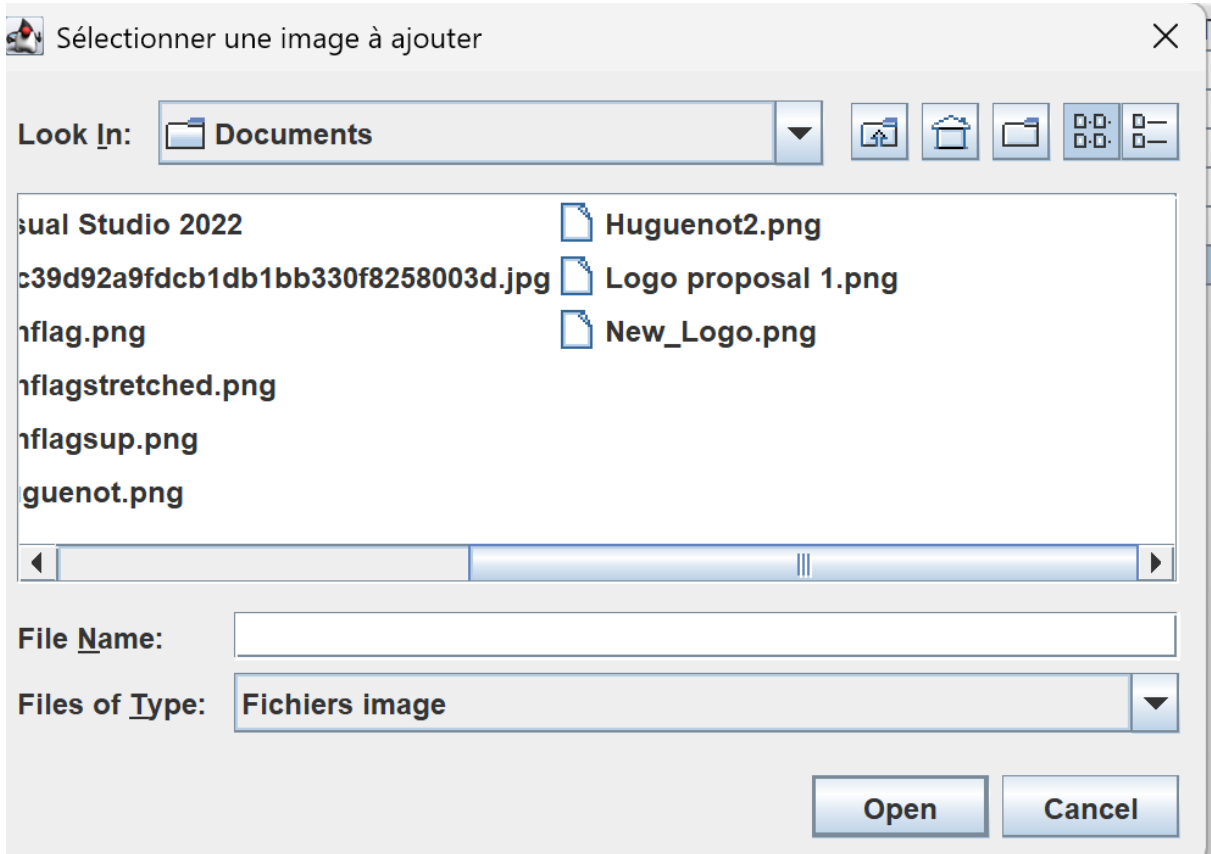 Sélectionner une image à ajouter
Look In: Documents
sual Studio 2022
c39d92a9fdcb1db1bb330f8258003d.jpg
nflag.png
nflagstretched.png
nflagsup.png
guenot.png
Huguenot2.png
Logo proposal 1.png
New_Logo.png
File Name:
Files of Type: Fichiers image
Open Cancel